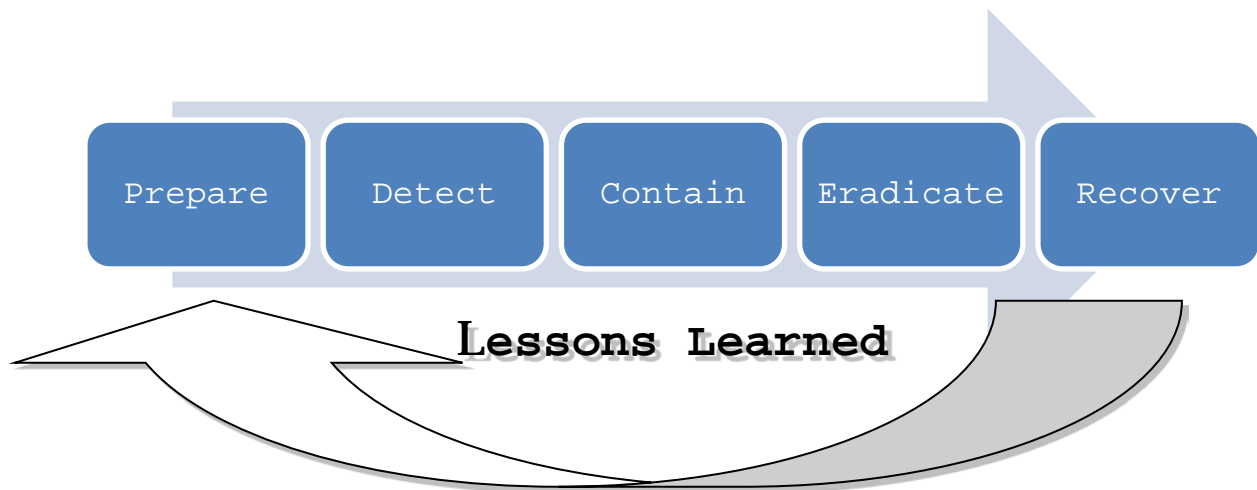 Prepare
Detect
Contain
Eradicate
Recover
Lessons Learned